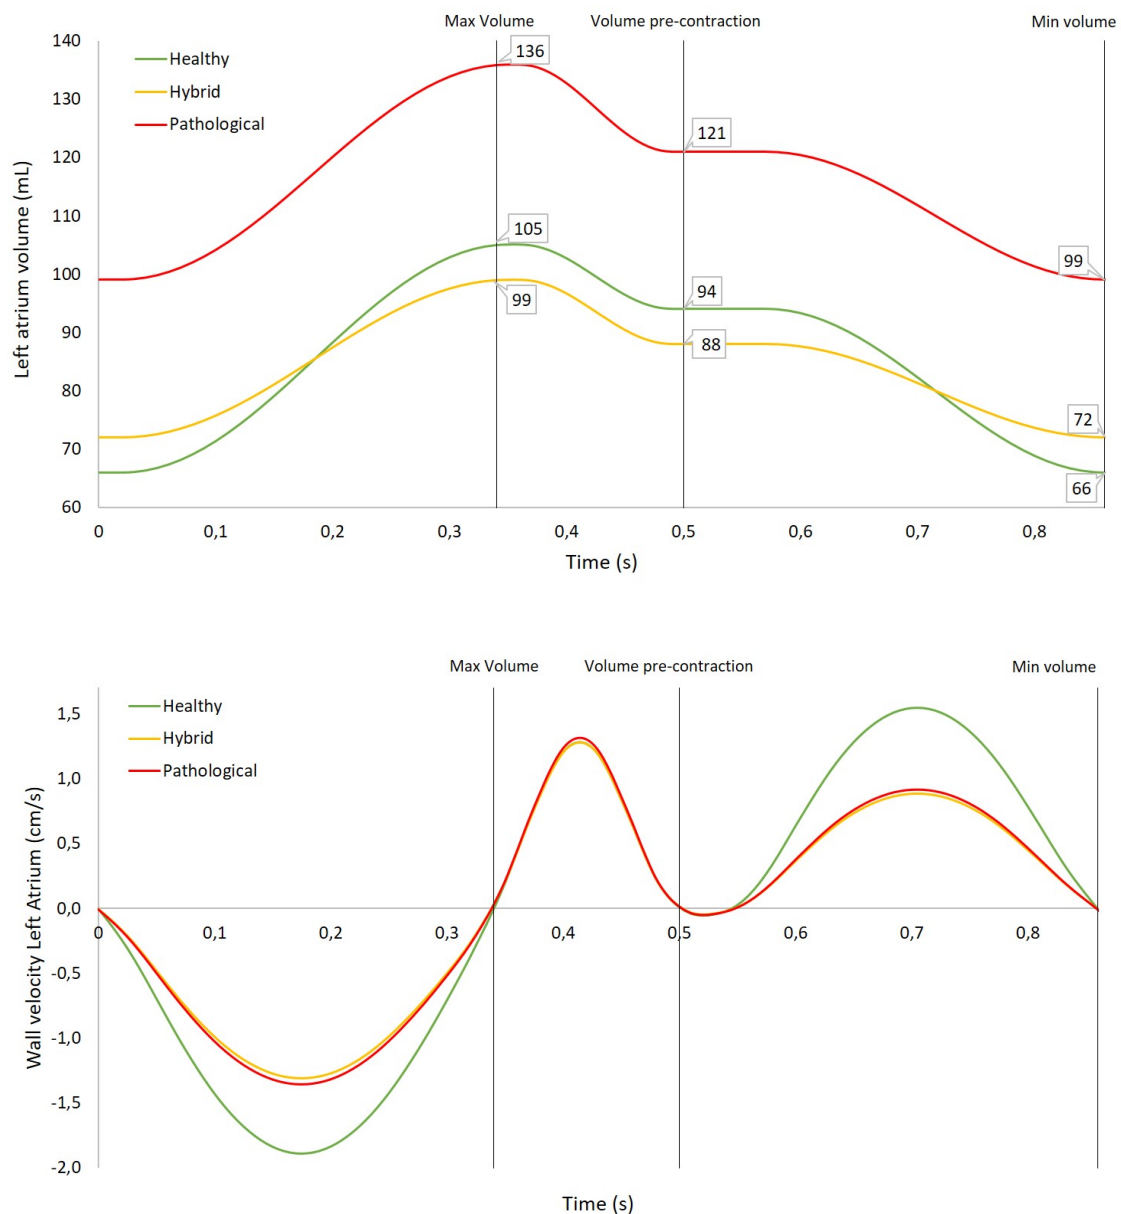 Max Volume Volume pre-contraction Min volume
140
Healthy
Hybrid
Pathological
136
130
121
120
110
105
100
99
99
94
90
88
80
72
70
66
60
Left atrium volume (mL)
0 0,1 0,2 0,3 0,4 0,5 0,6 0,7 0,8
Time (s)
Max Volume Volume pre-contraction Min volume
Healthy
Hybrid
Pathological
1,5
1,0
0,5
0,0
-0,5
-1,0
-1,5
-2,0
Wall velocity Left Atrium (cm/s)
0 0,1 0,2 0,3 0,4 0,5 0,6 0,7 0,8
Time (s)